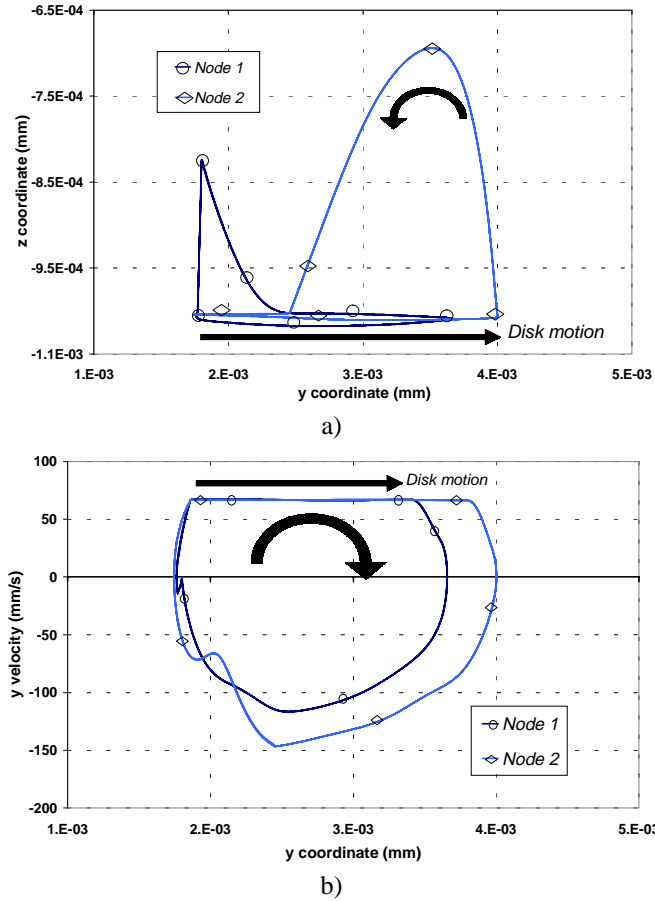 -6.5E-04
-7.5E-04
-8.5E-04
-9.5E-04
-1.1E-03
z coordinate (mm)
Node 1
Node 2
Disk motion
1.E-03 2.E-03 3.E-03 4.E-03 5.E-03
y coordinate (mm)
a)
100
50
0
-50
-100
-150
-200
y velocity (mm/s)
Disk motion
Node 1
Node 2
1.E-03 2.E-03 3.E-03 4.E-03 5.E-03
y coordinate (mm)
b)